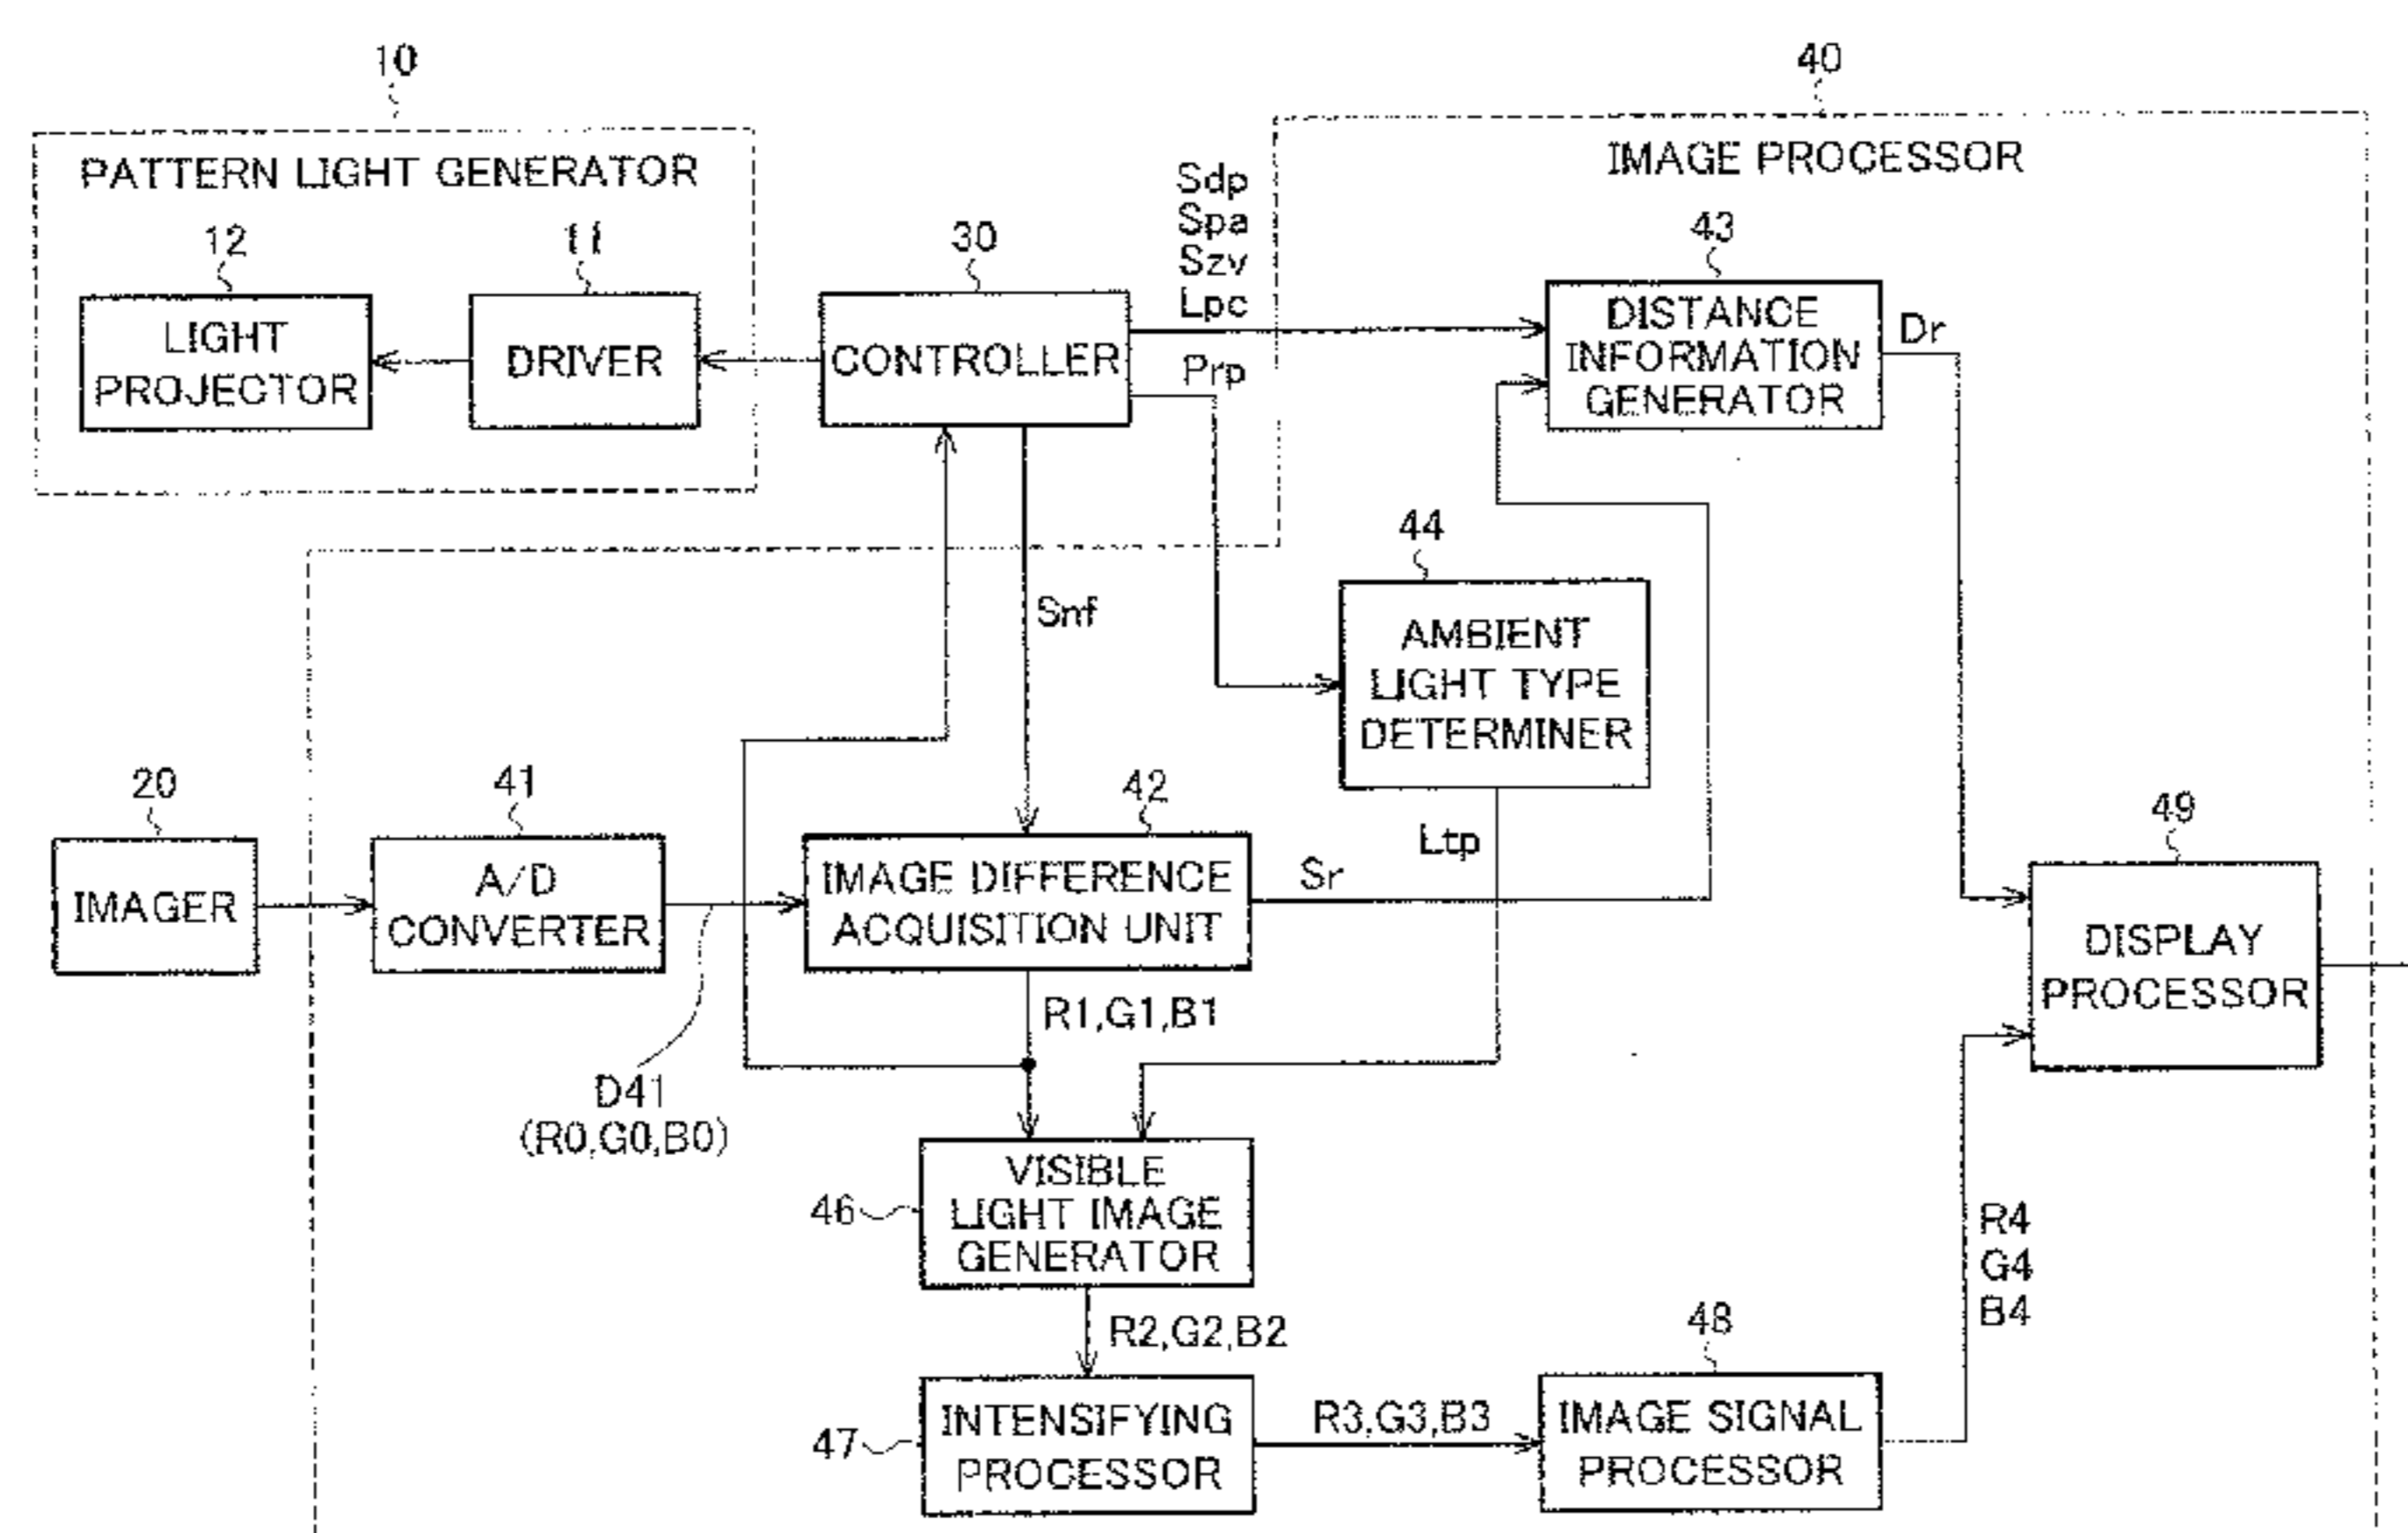 10
PATTERN LIGHT GENERATOR
12
LIGHT
PROJECTOR
11
DRIVER
30
CONTROLLER
Sdp
Spa
Szv
Lpc
Prp
40
IMAGE PROCESSOR
43
DISTANCE
INFORMATION
GENERATOR
Dr
Snf
44
AMBIENT
LIGHT TYPE
DETERMINER
Ltp
20
IMAGER
41
A/D
CONVERTER
D41
(R0,G0,B0)
42
IMAGE DIFFERENCE
ACQUISITION UNIT
Sr
R1,G1,B1
49
DISPLAY
PROCESSOR
46
VISIBLE
LIGHT IMAGE
GENERATOR
R2,G2,B2
47
INTENSIFYING
PROCESSOR
R3,G3,B3
48
IMAGE SIGNAL
PROCESSOR
R4
G4
B4